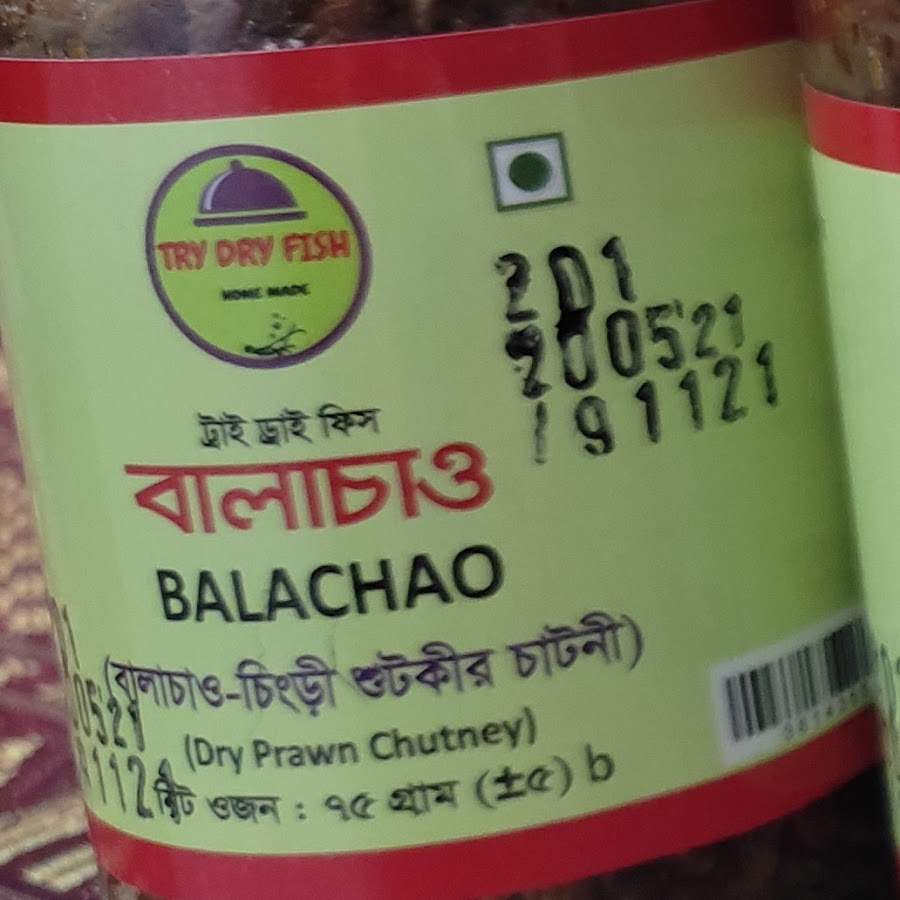 TRY DRY FISH
HOME MADE
201
200521
191121
ট্রাই ড্রাই ফিস
বালাচাও
BALACHAO
(বালাচাও-চিংড়ী শুটকীর চাটনী)
(Dry Prawn Chutney)
নিট ওজন : ৭৫ গ্রাম (±৫) b